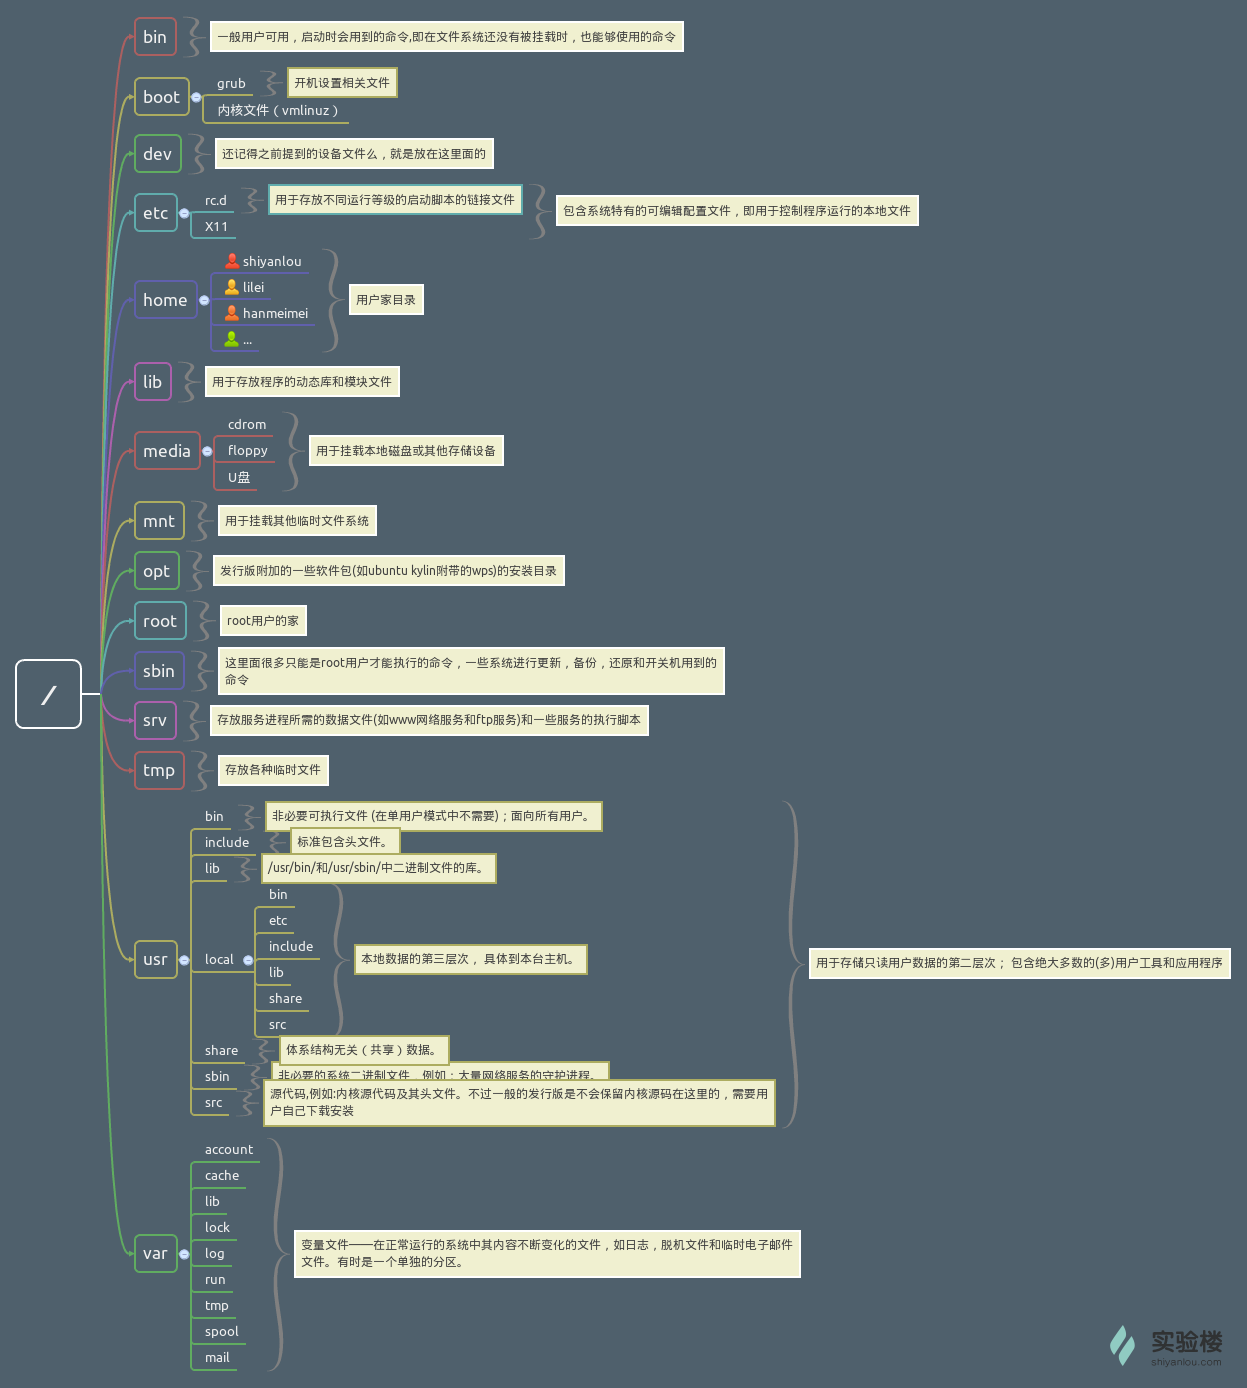 /
bin
一般用户可用，启动时会用到的命令,即在文件系统还没有被挂载时，也能够使用的命令
boot
grub
开机设置相关文件
内核文件（vmlinuz）
dev
还记得之前提到的设备文件么，就是放在这里面的
etc
rc.d
用于存放不同运行等级的启动脚本的链接文件
X11
包含系统特有的可编辑配置文件，即用于控制程序运行的本地文件
home
shiyanlou
lilei
hanmeimei
...
用户家目录
lib
用于存放程序的动态库和模块文件
media
cdrom
floppy
U盘
用于挂载本地磁盘或其他存储设备
mnt
用于挂载其他临时文件系统
opt
发行版附加的一些软件包(如ubuntu kylin附带的wps)的安装目录
root
root用户的家
sbin
这里面很多只能是root用户才能执行的命令，一些系统进行更新，备份，还原和开关机用到的
命令
srv
存放服务进程所需的数据文件(如www网络服务和ftp服务)和一些服务的执行脚本
tmp
存放各种临时文件
usr
bin
非必要可执行文件 (在单用户模式中不需要)；面向所有用户。
include
标准包含头文件。
lib
/usr/bin/和/usr/sbin/中二进制文件的库。
local
bin
etc
include
lib
share
src
本地数据的第三层次， 具体到本台主机。
share
体系结构无关（共享）数据。
sbin
非必要的系统二进制文件，例如：大量网络服务的守护进程。
src
源代码,例如:内核源代码及其头文件。不过一般的发行版是不会保留内核源码在这里的，需要用
户自己下载安装
用于存储只读用户数据的第二层次； 包含绝大多数的(多)用户工具和应用程序
var
account
cache
lib
lock
log
run
tmp
spool
mail
变量文件——在正常运行的系统中其内容不断变化的文件，如日志，脱机文件和临时电子邮件
文件。有时是一个单独的分区。
实验楼
shiyanlou.com